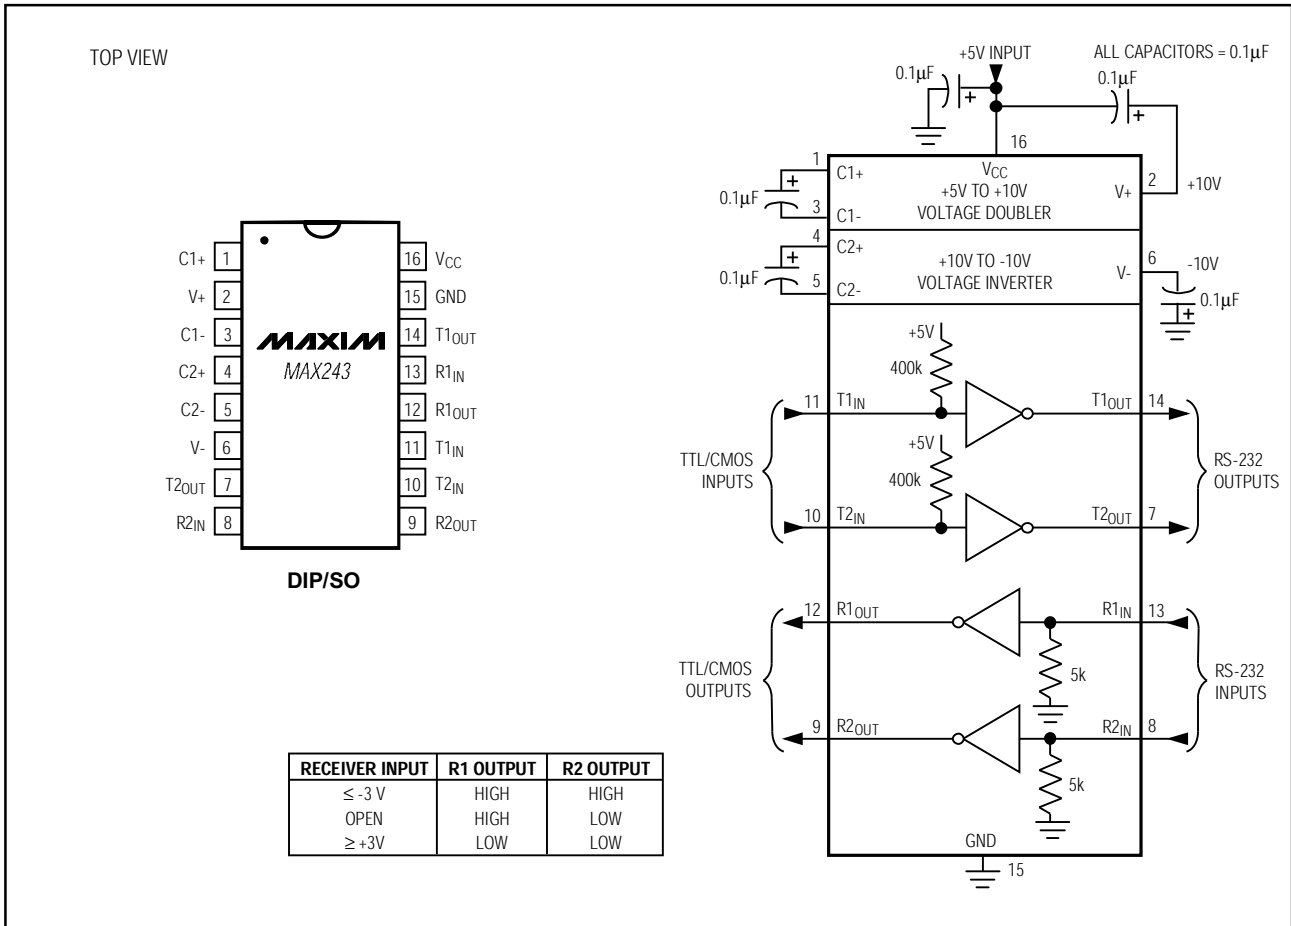 TOP VIEW
C1+ 1
V+ 2
C1- 3
C2+ 4
C2- 5
V- 6
T2OUT 7
R2IN 8
16 VCC
15 GND
14 T1OUT
13 R1IN
12 R1OUT
11 T1IN
10 T2IN
9 R2OUT
MAXIM
MAX243
DIP/SO
RECEIVER INPUT R1 OUTPUT R2 OUTPUT
≤ -3 V HIGH HIGH
OPEN HIGH LOW
≥ +3V LOW LOW
+5V INPUT
ALL CAPACITORS = 0.1µF
0.1µF
+
0.1µF
+
16
VCC
+5V TO +10V
VOLTAGE DOUBLER
1
C1+
+
0.1µF
3
C1-
V+
2
+10V
4
C2+
+
0.1µF
5
C2-
+10V TO -10V
VOLTAGE INVERTER
V-
6
-10V
0.1µF
+
+5V
400k
11 T1IN
T1OUT 14
+5V
400k
10 T2IN
T2OUT 7
TTL/CMOS
INPUTS
RS-232
OUTPUTS
12 R1OUT
R1IN 13
5k
9 R2OUT
R2IN 8
5k
TTL/CMOS
OUTPUTS
RS-232
INPUTS
GND
15